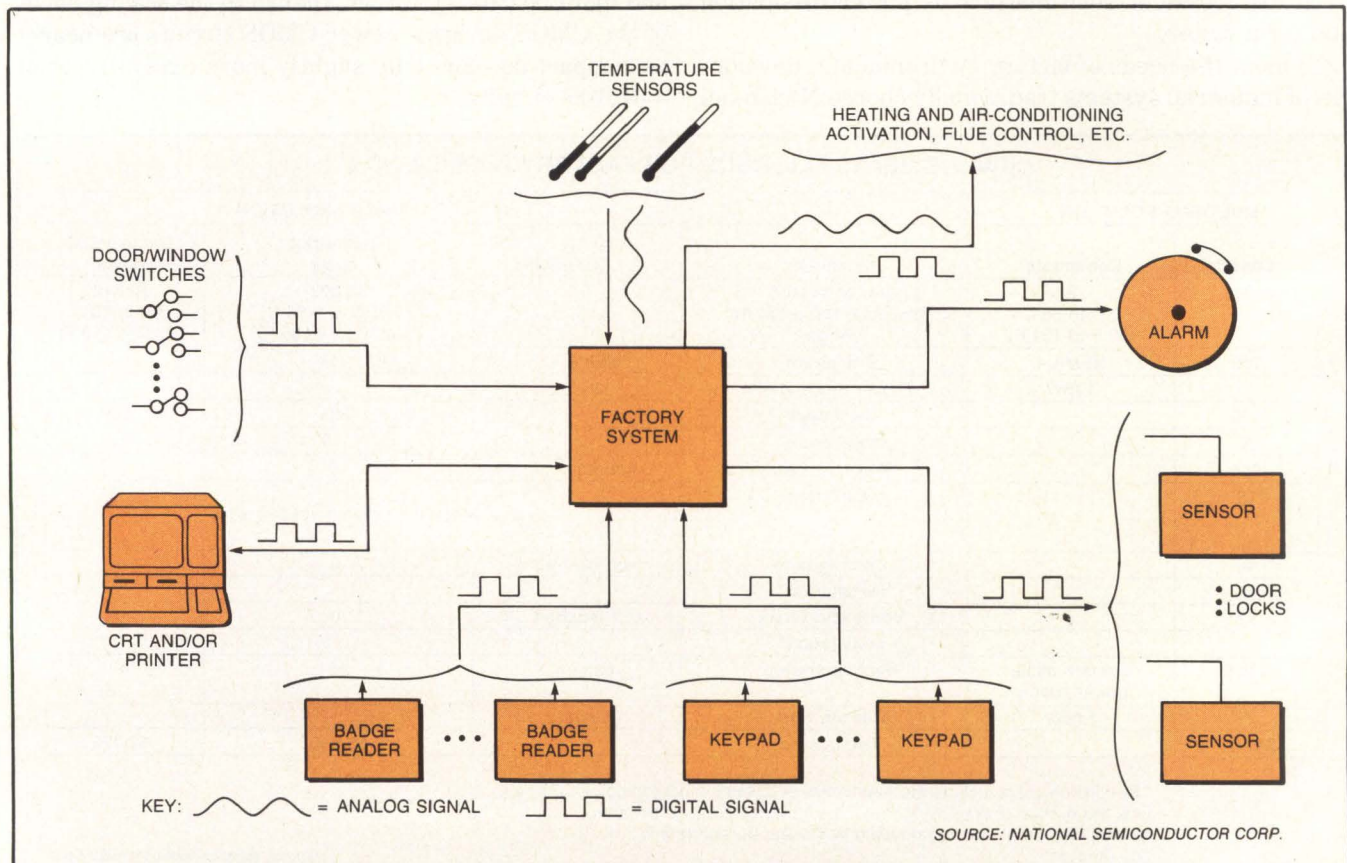 TEMPERATURE
SENSORS
HEATING AND AIR-CONDITIONING
ACTIVATION, FLUE CONTROL, ETC.
DOOR/WINDOW
SWITCHES
ALARM
FACTORY
SYSTEM
SENSOR
DOOR
LOCKS
CRT AND/OR
PRINTER
SENSOR
BADGE
READER
BADGE
READER
KEYPAD
KEYPAD
KEY:
= ANALOG SIGNAL
= DIGITAL SIGNAL
SOURCE: NATIONAL SEMICONDUCTOR CORP.